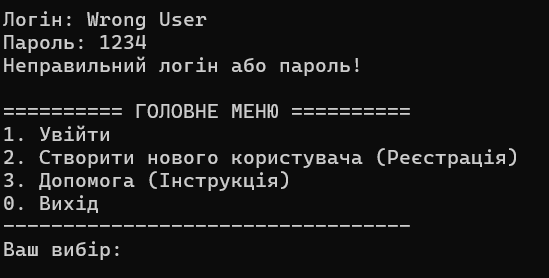 Логін: Wrong User
Пароль: 1234
Неправильний логін або пароль!
========== ГОЛОВНЕ МЕНЮ ==========
1. Увійти
2. Створити нового користувача (Реєстрація)
3. Допомога (Інструкція)
0. Вихід
----------------------------------
Ваш вибір: